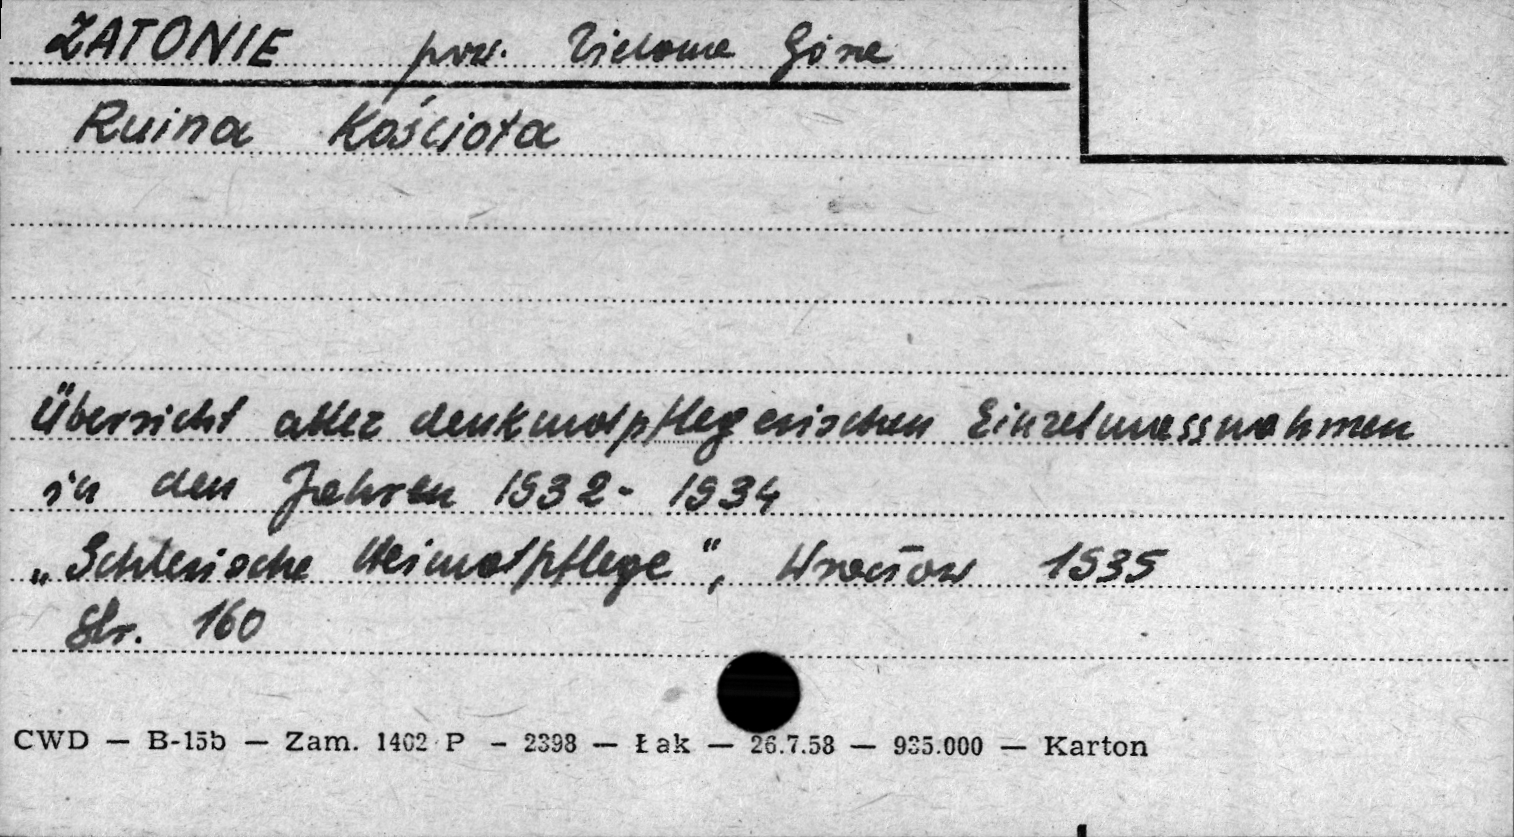 ZATONIE pow. Zielona Góra
Ruina Kościoła
Übersicht aller denkmalpflegerischen Einzelmassnahmen
in den Jahren 1932 - 1934
„Schlesische Heimatpflege", Wrocław 1935
Str. 160
CWD — B-15b — Zam. 1402 P — 2398 — Łak — 26.7.58 — 935.000 — Karton